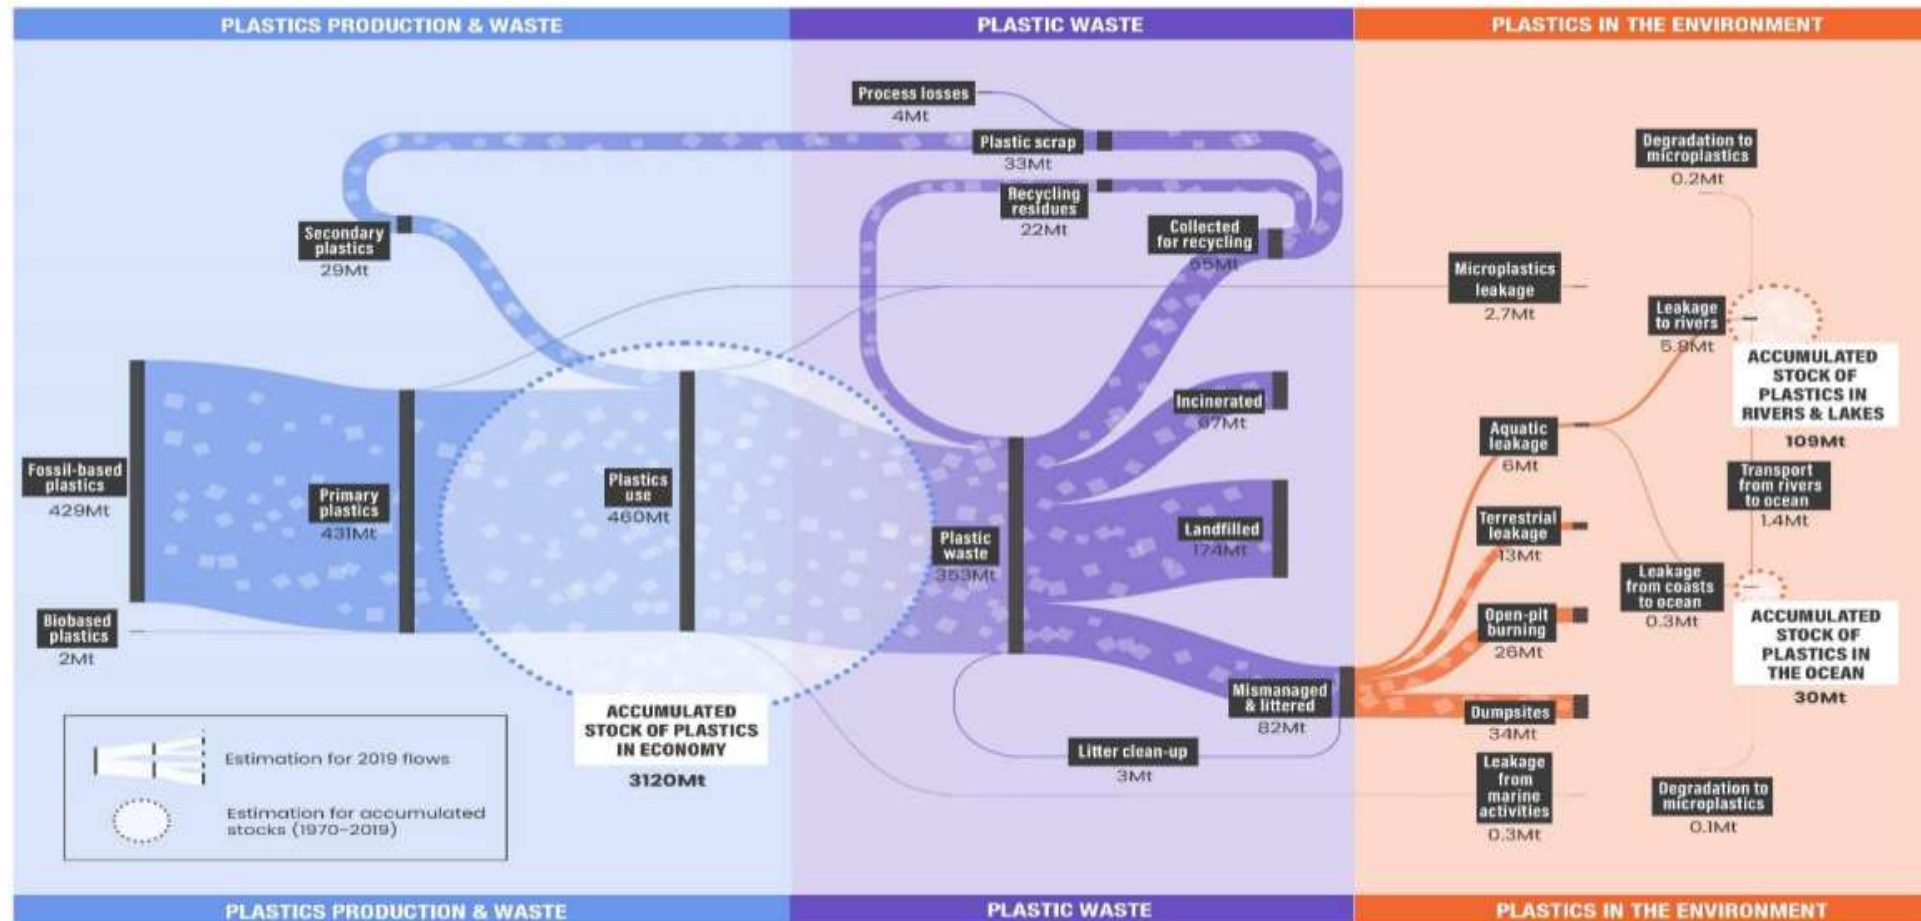 PLASTICS PRODUCTION & WASTE
PLASTIC WASTE
PLASTICS IN THE ENVIRONMENT
Process losses
4Mt
Plastic scrap
33Mt
Recycling
residues
22Mt
Collected
for recycling
55Mt
Secondary
plastics
29Mt
Fossil-based
plastics
429Mt
Biobased
plastics
2Mt
Primary
plastics
431Mt
Plastics
use
460Mt
ACCUMULATED
STOCK OF PLASTICS
IN ECONOMY
3120Mt
Plastic
waste
353Mt
Incinerated
67Mt
Landfilled
174Mt
Mismanaged
& littered
82Mt
Litter clean-up
3Mt
Degradation to
microplastics
0.2Mt
Microplastics
leakage
2.7Mt
Leakage
to rivers
5.8Mt
ACCUMULATED
STOCK OF
PLASTICS IN
RIVERS & LAKES
109Mt
Aquatic
leakage
6Mt
Transport
from rivers
to ocean
1.4Mt
Terrestrial
leakage
13Mt
Leakage
from coasts
to ocean
0.3Mt
Open-pit
burning
26Mt
ACCUMULATED
STOCK OF
PLASTICS IN
THE OCEAN
30Mt
Dumpsites
34Mt
Leakage
from
marine
activities
0.3Mt
Degradation to
microplastics
0.1Mt
Estimation for 2019 flows
Estimation for accumulated
stocks (1970–2019)
PLASTICS PRODUCTION & WASTE
PLASTIC WASTE
PLASTICS IN THE ENVIRONMENT